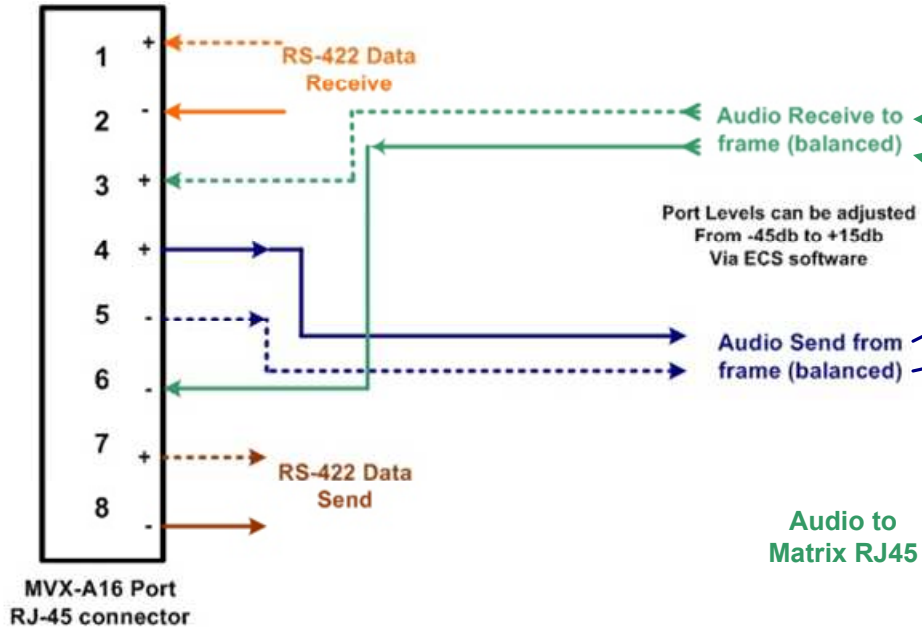 1 +
RS-422 Data
Receive
2 -
Audio Receive to
frame (balanced)
3 +
Port Levels can be adjusted
From -45db to +15db
Via ECS software
4 +
5 -
Audio Send from
frame (balanced)
6 -
7 +
RS-422 Data
Send
8 -
Audio to
Matrix RJ45
MVX-A16 Port
RJ-45 connector